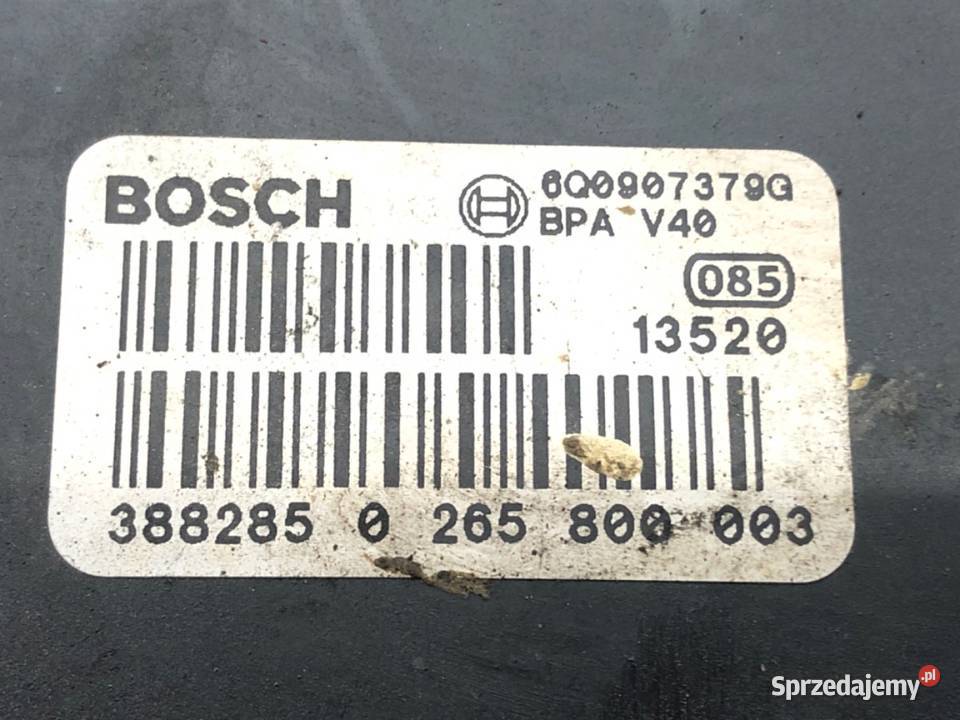 BOSCH 6Q0907379G
BPA V40
085
13520
388285 0 265 800 003
Sprzedajemy.pl